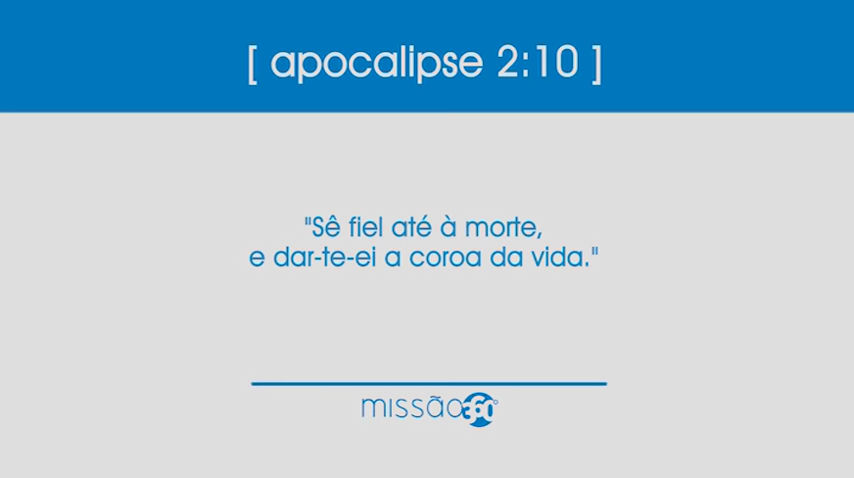 [ apocalipse 2:10 ]
"Sê fiel até à morte,
e dar-te-ei a coroa da vida."
missão360°